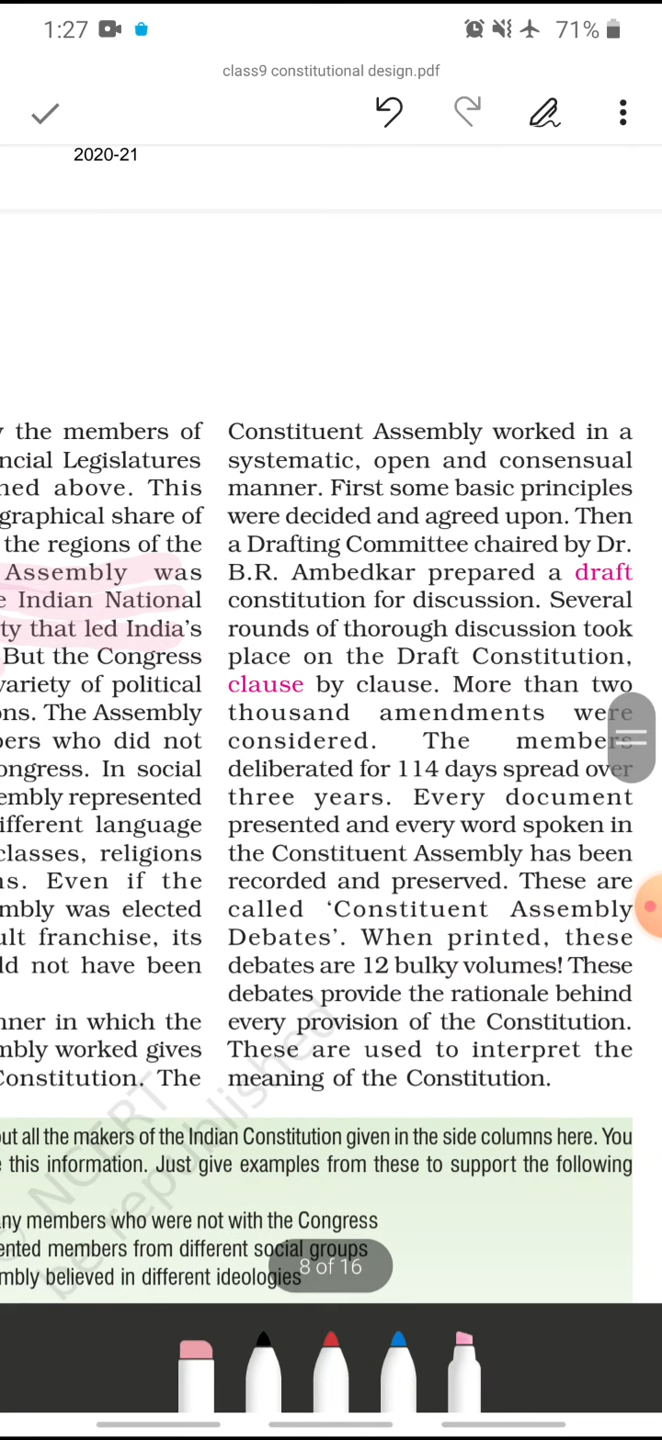 1:27
71%
class9 constitutional design.pdf
2020-21
the members of
ncial Legislatures
ned above. This
graphical share of
the regions of the
Assembly was
e Indian National
ty that led India's
But the Congress
variety of political
ons. The Assembly
bers who did not
ongress. In social
embly represented
ifferent language
classes, religions
ns. Even if the
mbly was elected
ult franchise, its
ld not have been
nner in which the
mbly worked gives
Constitution. The
Constituent Assembly worked in a
systematic, open and consensual
manner. First some basic principles
were decided and agreed upon. Then
a Drafting Committee chaired by Dr.
B.R. Ambedkar prepared a draft
constitution for discussion. Several
rounds of thorough discussion took
place on the Draft Constitution,
clause by clause. More than two
thousand amendments were
considered. The members
deliberated for 114 days spread over
three years. Every document
presented and every word spoken in
the Constituent Assembly has been
recorded and preserved. These are
called ‘Constituent Assembly
Debates’. When printed, these
debates are 12 bulky volumes! These
debates provide the rationale behind
every provision of the Constitution.
These are used to interpret the
meaning of the Constitution.
© NCERT
be republished
out all the makers of the Indian Constitution given in the side columns here. You
this information. Just give examples from these to support the following
any members who were not with the Congress
ented members from different social groups
mbly believed in different ideologies
8 of 16